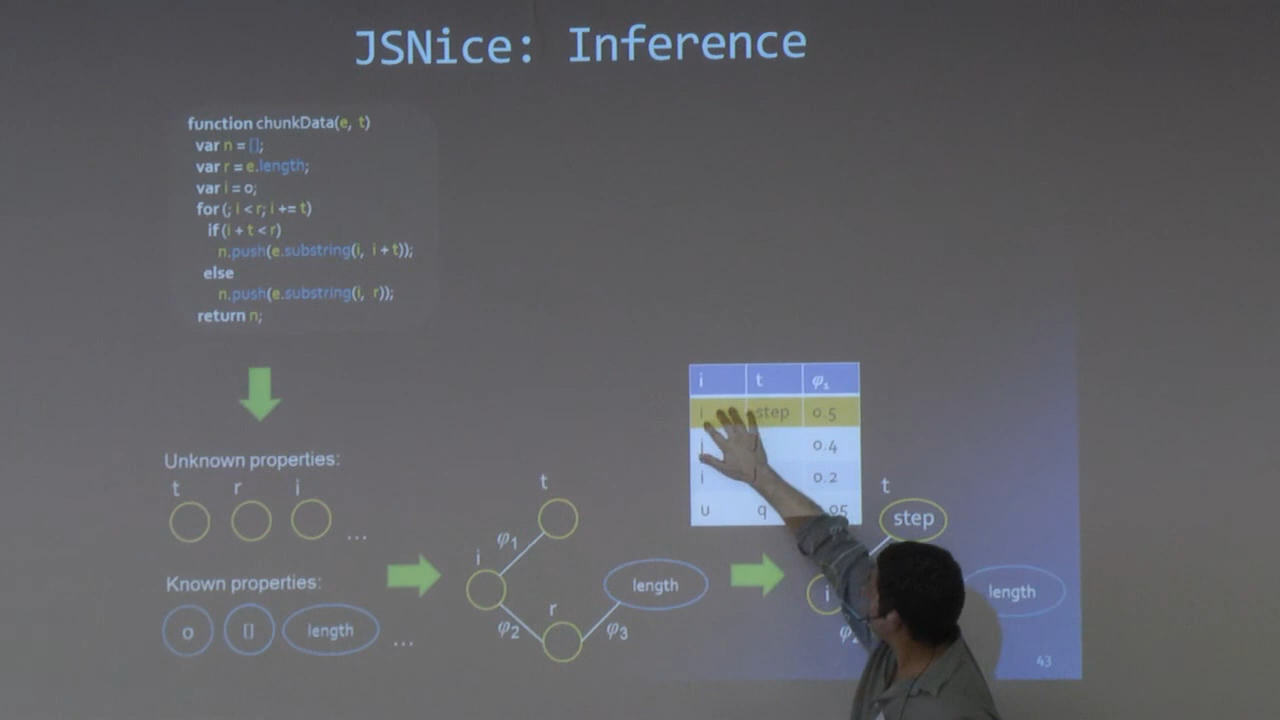 JSNice: Inference
function chunkData(e, t)
var n = [];
var r = e.length;
var i = 0;
for (; i < r; i += t)
if (i + t < r)
n.push(e.substring(i, i + t));
else
n.push(e.substring(i, r));
return n;
Unknown properties:
t r i
...
Known properties:
0 [] length ...
t
φ1
i
length
r
φ2 φ3
i t φ1
i step 0.5
0.4
i 0.2
u q
t
step
i
length
43